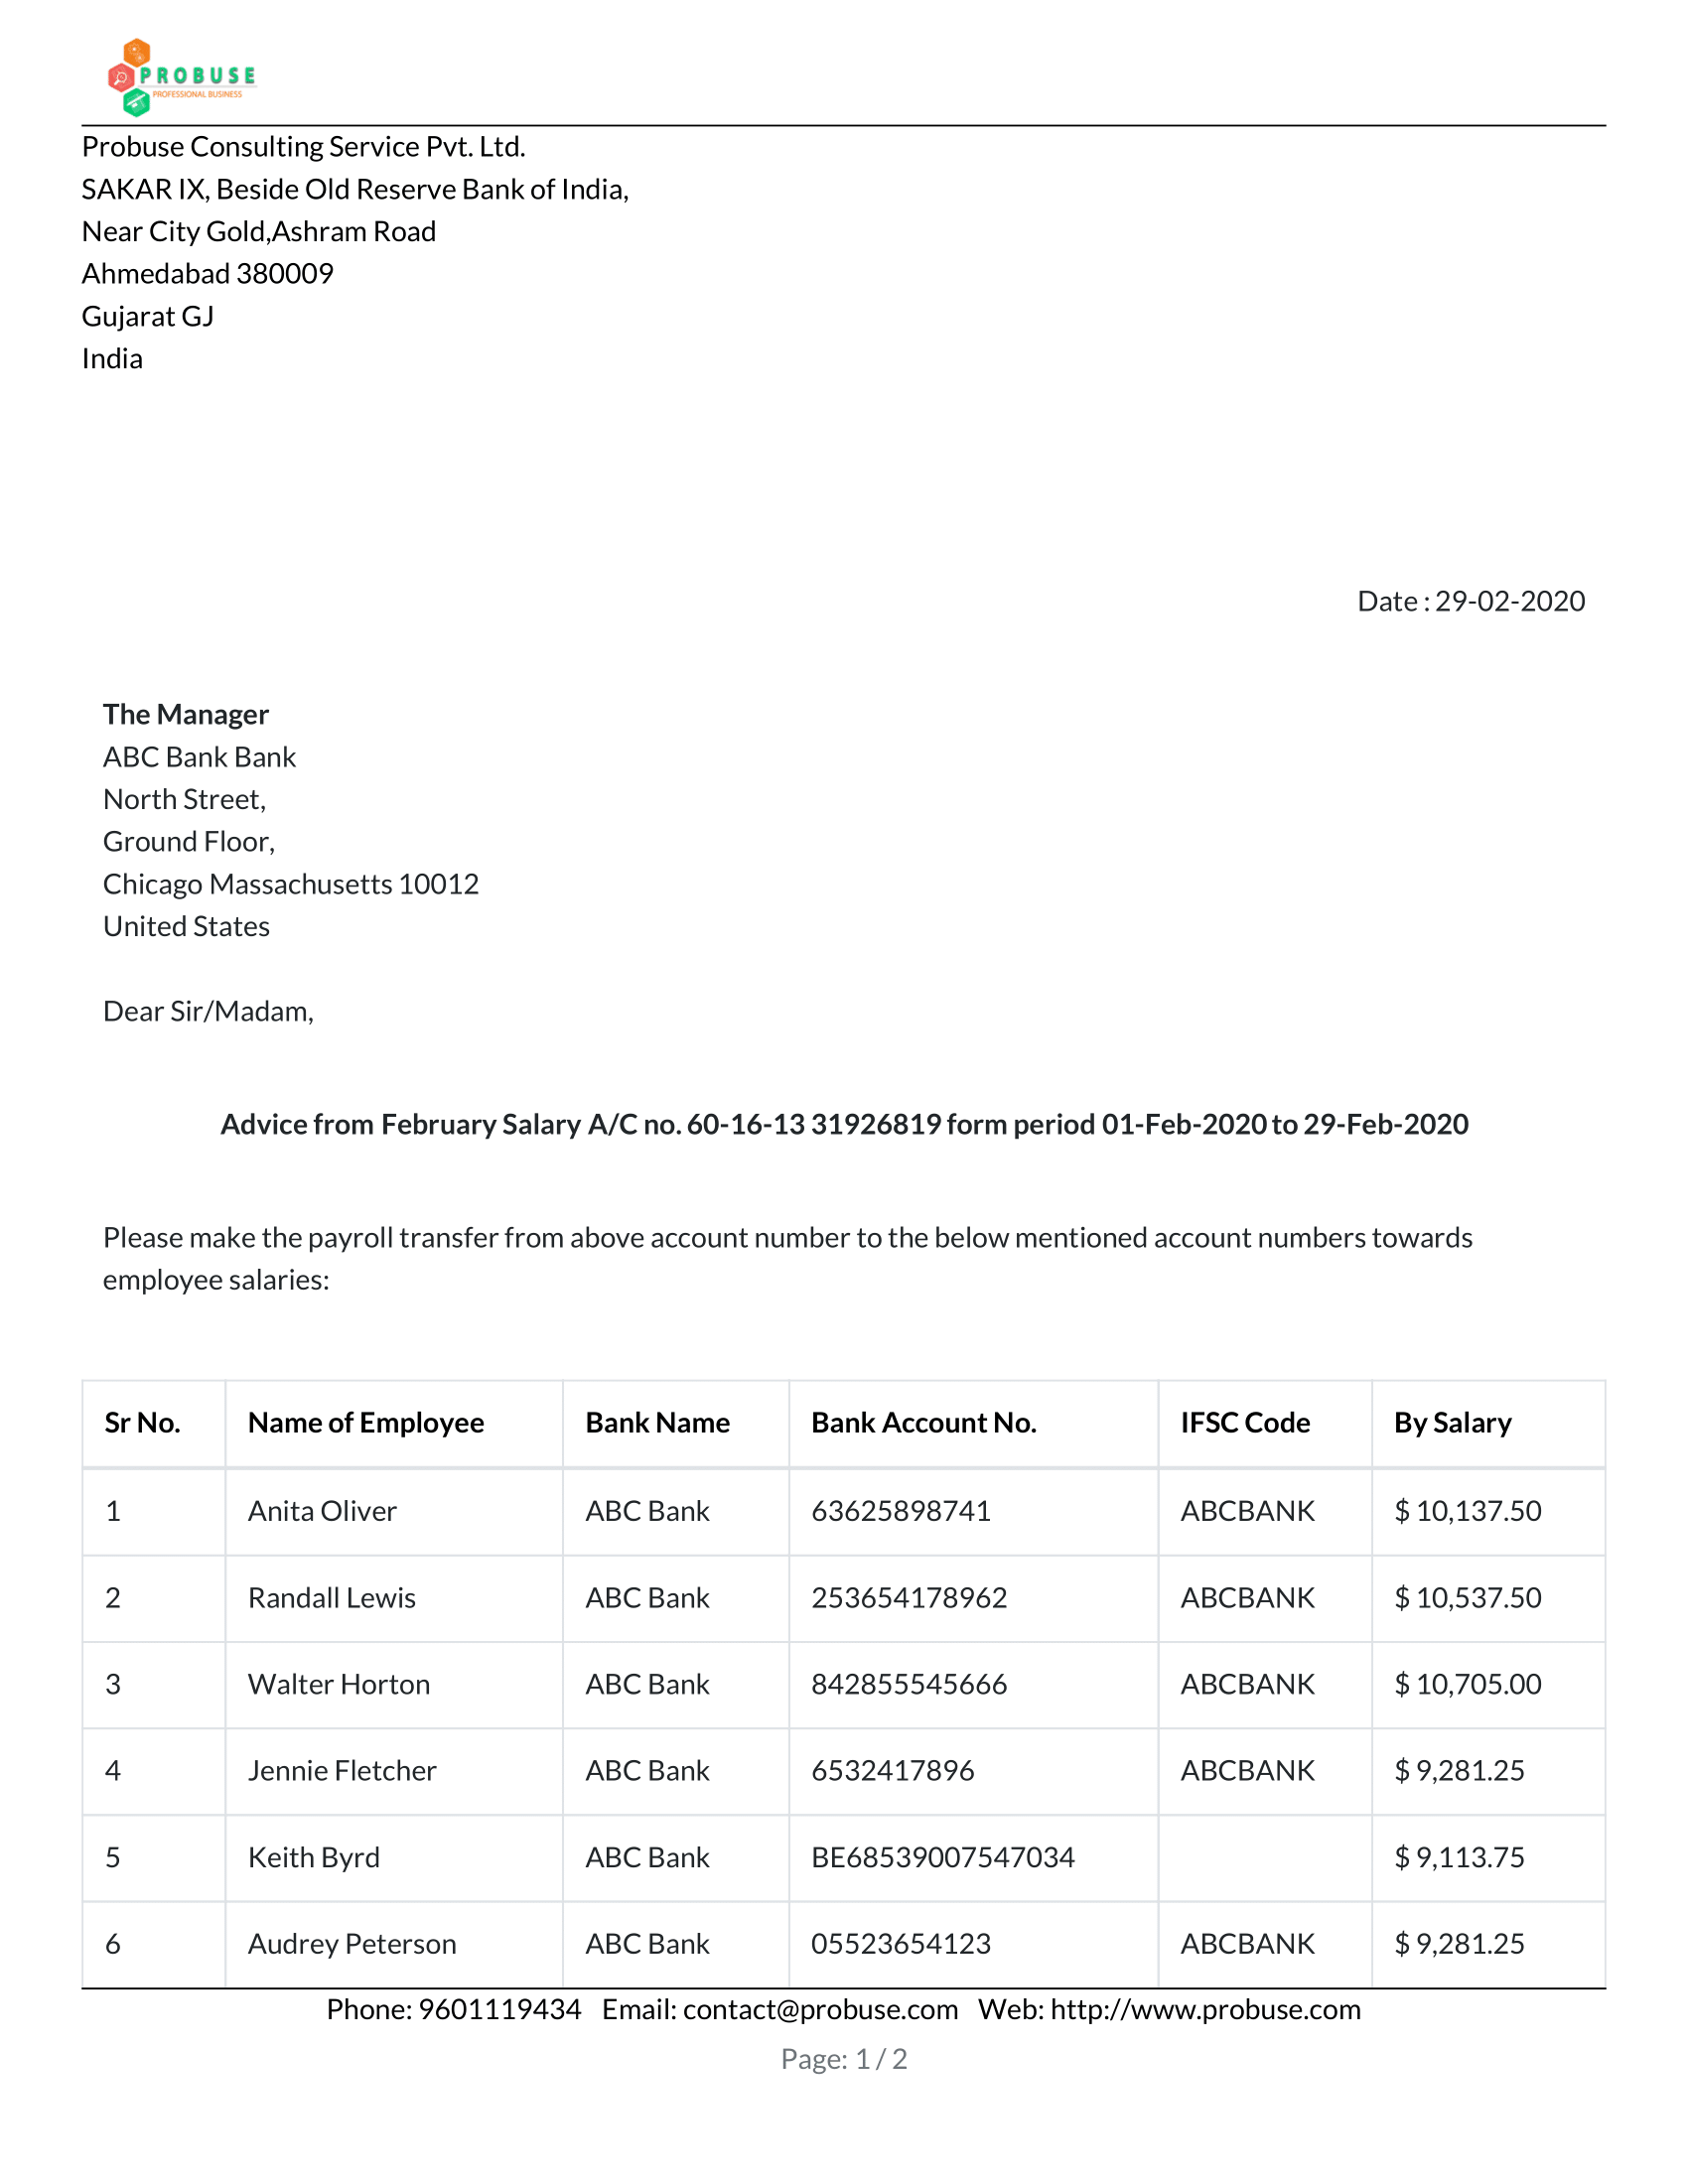 PROBUSE
PROFESSIONAL BUSINESS
Probuse Consulting Service Pvt. Ltd.
SAKAR IX, Beside Old Reserve Bank of India,
Near City Gold,Ashram Road
Ahmedabad 380009
Gujarat GJ
India
Date : 29-02-2020
The Manager
ABC Bank Bank
North Street,
Ground Floor,
Chicago Massachusetts 10012
United States
Dear Sir/Madam,
Advice from February Salary A/C no. 60-16-13 31926819 form period 01-Feb-2020 to 29-Feb-2020
Please make the payroll transfer from above account number to the below mentioned account numbers towards
employee salaries:
Sr No. Name of Employee Bank Name Bank Account No. IFSC Code By Salary
1 Anita Oliver ABC Bank 63625898741 ABCBANK $ 10,137.50
2 Randall Lewis ABC Bank 253654178962 ABCBANK $ 10,537.50
3 Walter Horton ABC Bank 842855545666 ABCBANK $ 10,705.00
4 Jennie Fletcher ABC Bank 6532417896 ABCBANK $ 9,281.25
5 Keith Byrd ABC Bank BE68539007547034 $ 9,113.75
6 Audrey Peterson ABC Bank 05523654123 ABCBANK $ 9,281.25
Phone: 9601119434 Email: contact@probuse.com Web: http://www.probuse.com
Page: 1 / 2